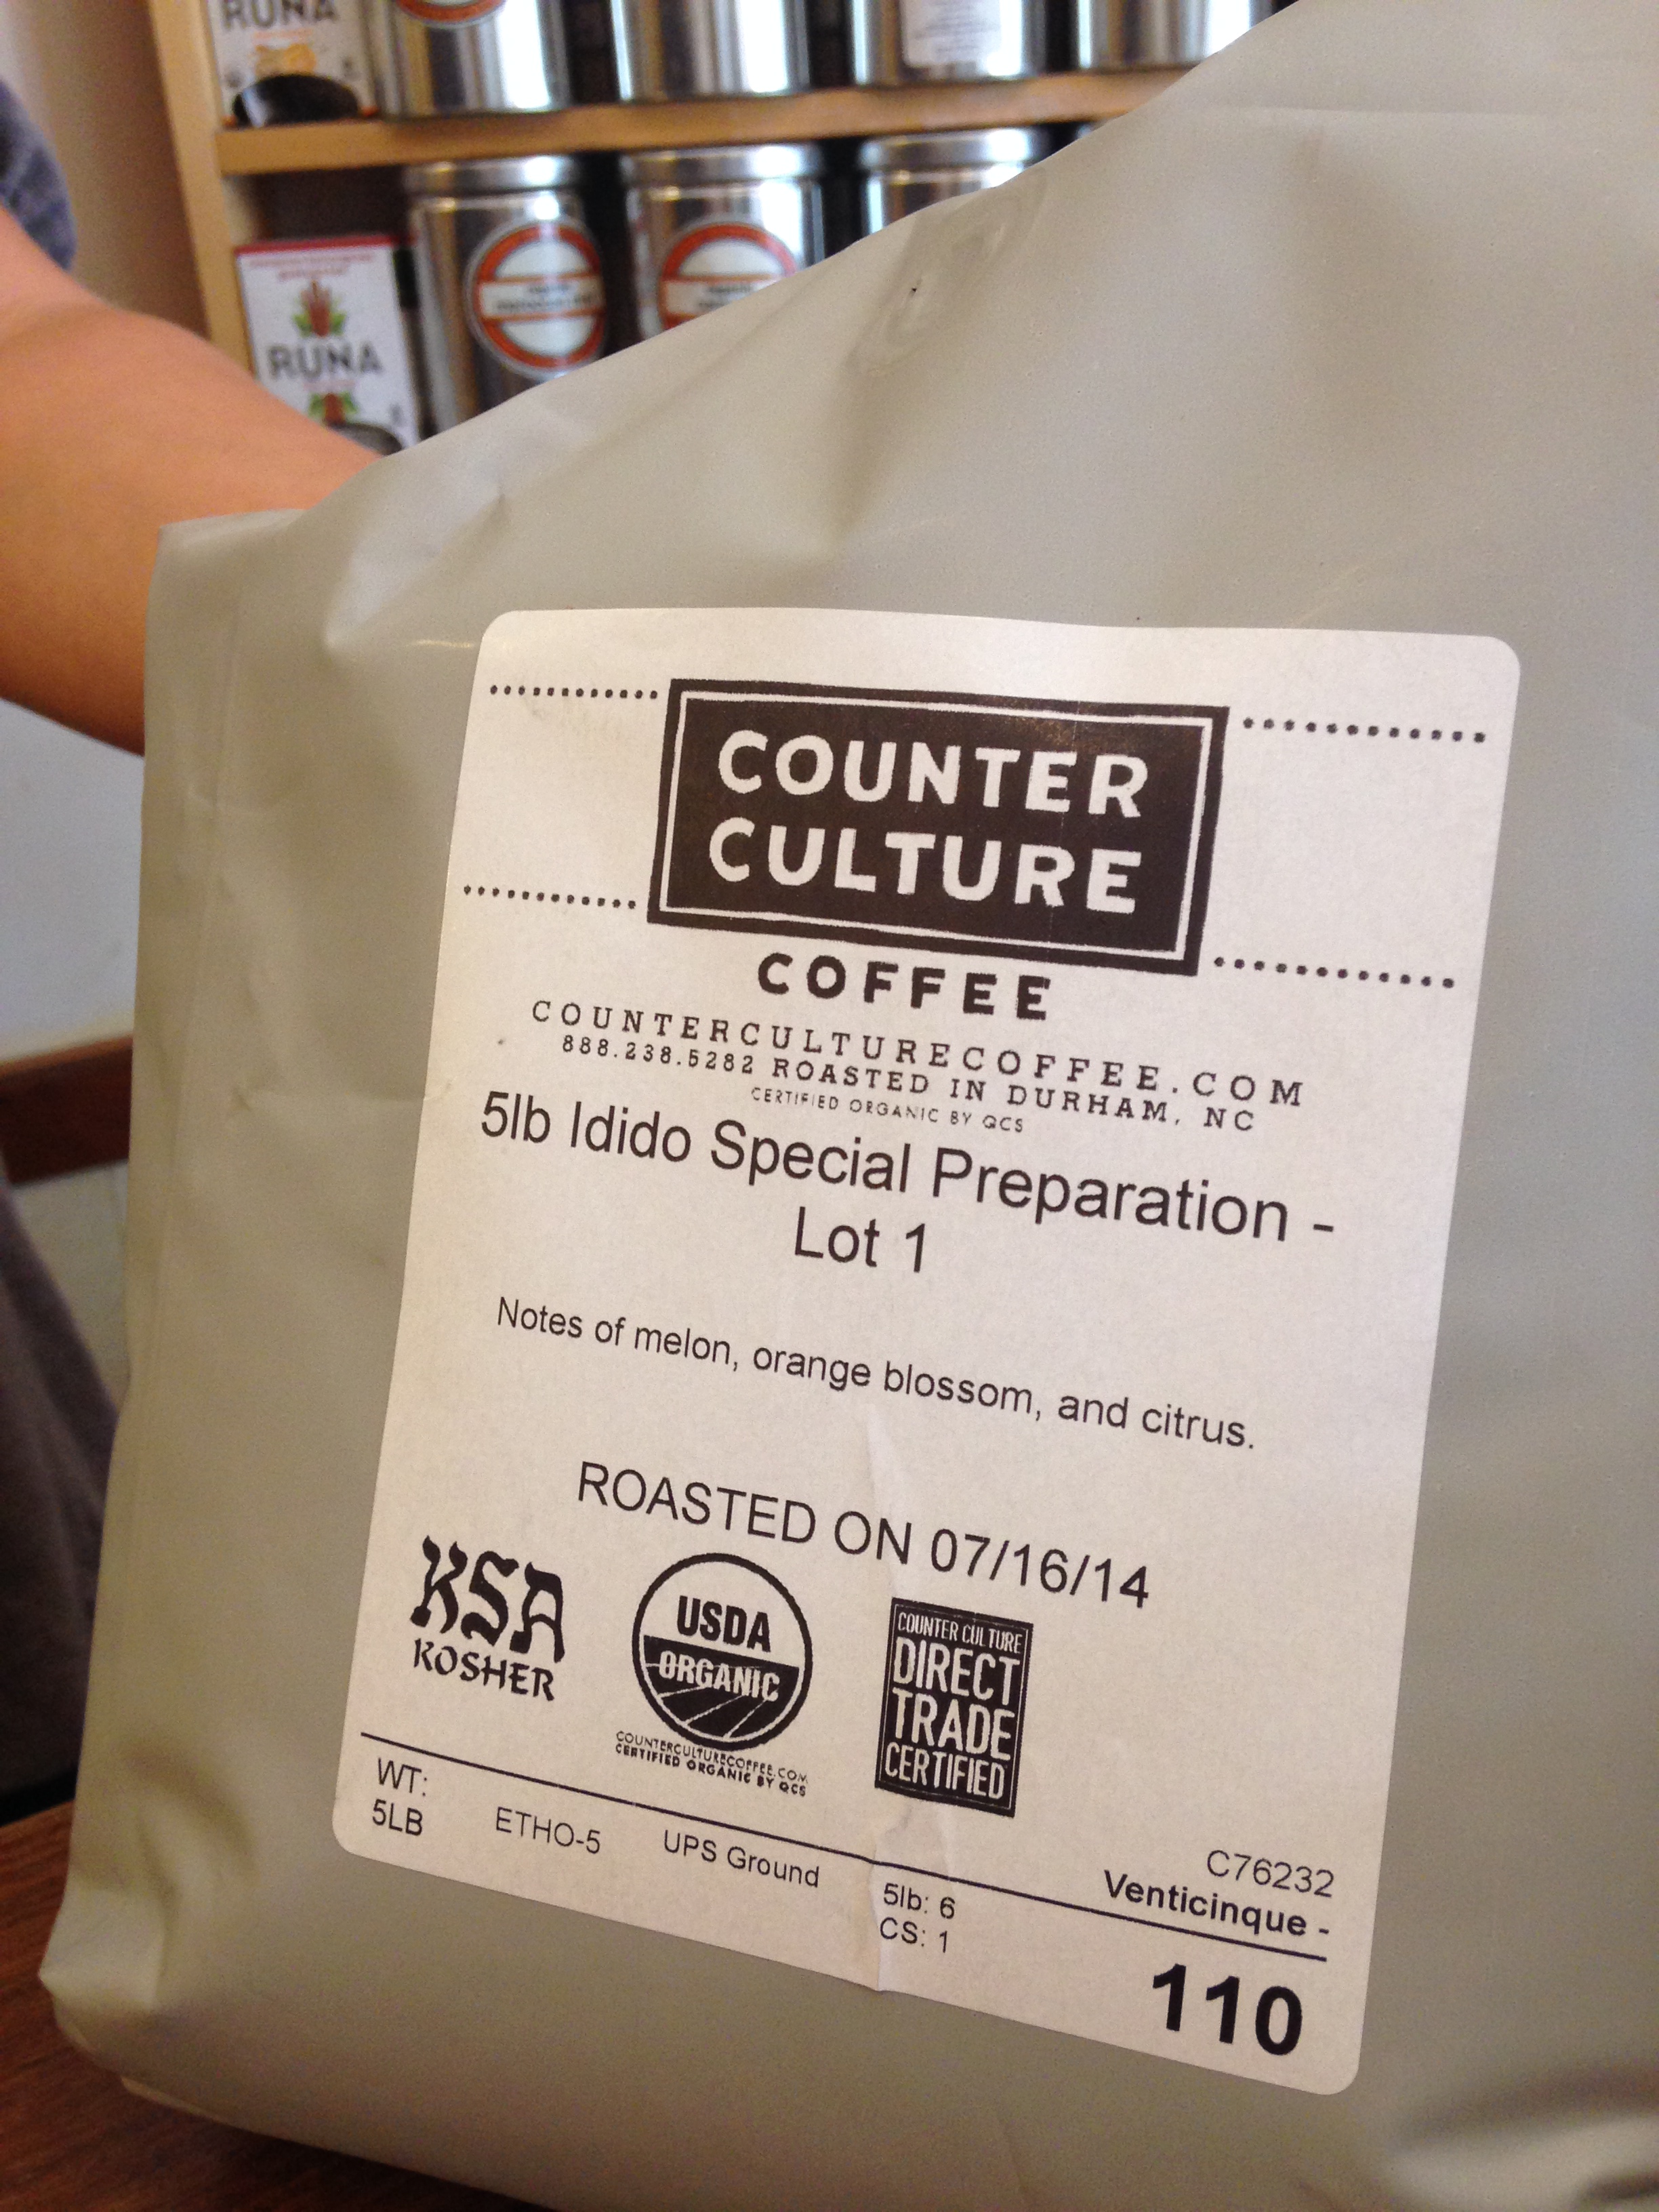 RUNA
RUNA
COUNTER
CULTURE
COFFEE
COUNTERCULTURECOFFEE.COM
888.238.5282 ROASTED IN DURHAM, NC
CERTIFIED ORGANIC BY QCS
5lb Idido Special Preparation -
Lot 1
Notes of melon, orange blossom, and citrus.
ROASTED ON 07/16/14
KSA
KOSHER
USDA
ORGANIC
COUNTERCULTURECOFFEE.COM
CERTIFIED ORGANIC BY QCS
COUNTER CULTURE
DIRECT
TRADE
CERTIFIED
WT:
5LB
ETHO-5
UPS Ground
5lb: 6
CS: 1
C76232
Venticinque -
110